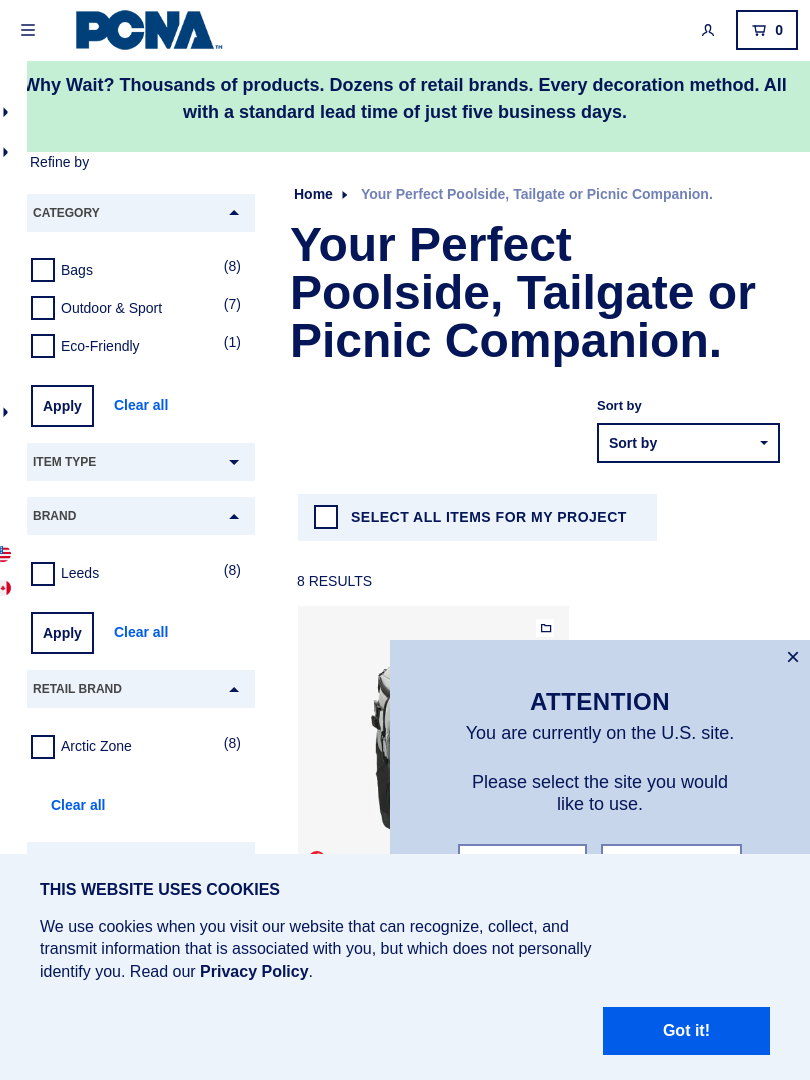 PCNA™
0
Why Wait? Thousands of products. Dozens of retail brands. Every decoration method. All
with a standard lead time of just five business days.
Refine by
CATEGORY
Bags (8)
Outdoor & Sport (7)
Eco-Friendly (1)
Apply Clear all
ITEM TYPE
BRAND
Leeds (8)
Apply Clear all
RETAIL BRAND
Arctic Zone (8)
Clear all
Home Your Perfect Poolside, Tailgate or Picnic Companion.
Your Perfect
Poolside, Tailgate or
Picnic Companion.
Sort by
Sort by
SELECT ALL ITEMS FOR MY PROJECT
8 RESULTS
ATTENTION
You are currently on the U.S. site.
Please select the site you would
like to use.
THIS WEBSITE USES COOKIES
We use cookies when you visit our website that can recognize, collect, and
transmit information that is associated with you, but which does not personally
identify you. Read our Privacy Policy.
Got it!